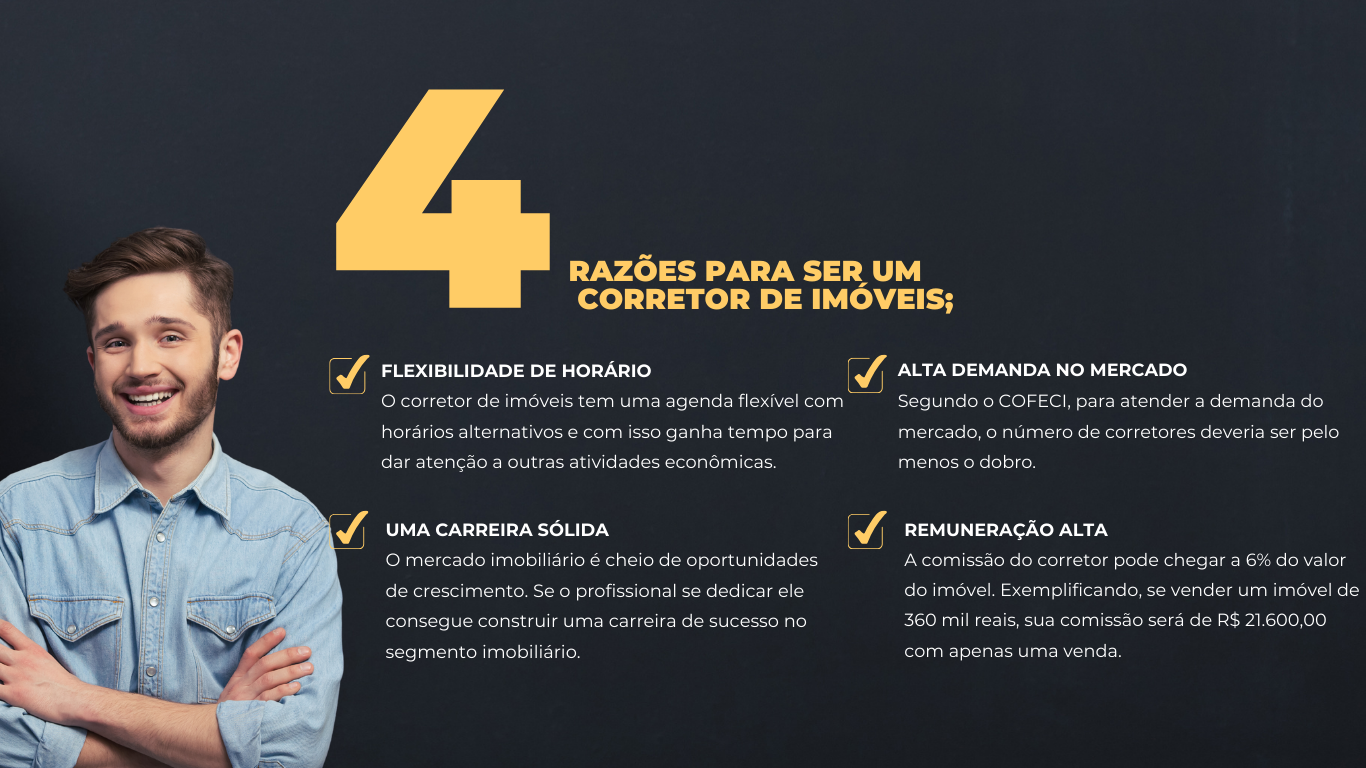 4
RAZÕES PARA SER UM
CORRETOR DE IMÓVEIS;
FLEXIBILIDADE DE HORÁRIO
O corretor de imóveis tem uma agenda flexível com
horários alternativos e com isso ganha tempo para
dar atenção a outras atividades econômicas.
ALTA DEMANDA NO MERCADO
Segundo o COFECI, para atender a demanda do
mercado, o número de corretores deveria ser pelo
menos o dobro.
UMA CARREIRA SÓLIDA
O mercado imobiliário é cheio de oportunidades
de crescimento. Se o profissional se dedicar ele
consegue construir uma carreira de sucesso no
segmento imobiliário.
REMUNERAÇÃO ALTA
A comissão do corretor pode chegar a 6% do valor
do imóvel. Exemplificando, se vender um imóvel de
360 mil reais, sua comissão será de R$ 21.600,00
com apenas uma venda.